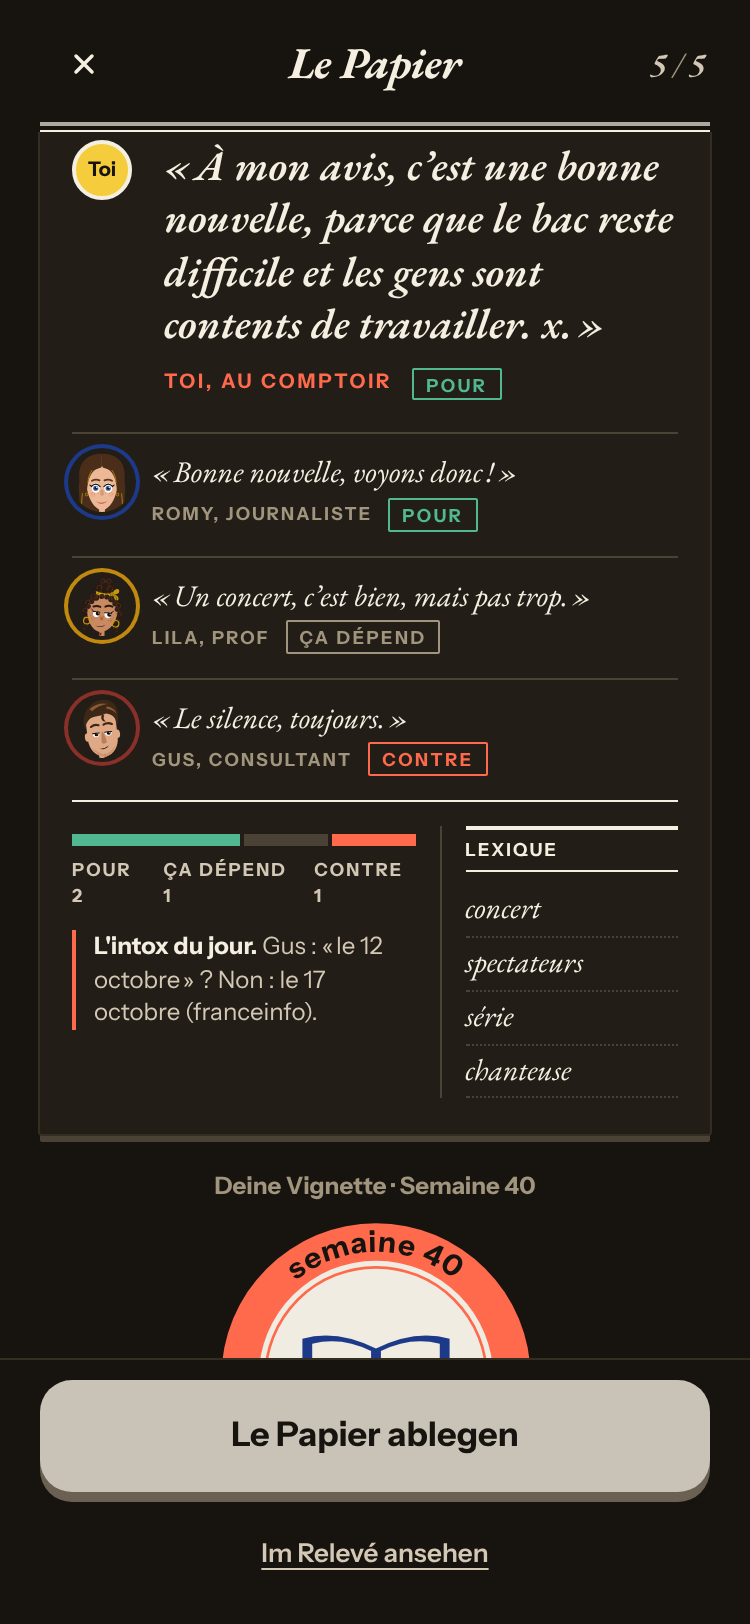 Le Papier
5 / 5
Toi
« À mon avis, c’est une bonne
nouvelle, parce que le bac reste
difficile et les gens sont
contents de travailler. x. »
TOI, AU COMPTOIR
POUR
« Bonne nouvelle, voyons donc ! »
ROMY, JOURNALISTE
POUR
« Un concert, c’est bien, mais pas trop. »
LILA, PROF
ÇA DÉPEND
« Le silence, toujours. »
GUS, CONSULTANT
CONTRE
POUR
2
ÇA DÉPEND
1
CONTRE
1
L'intox du jour. Gus : « le 12
octobre » ? Non : le 17
octobre (franceinfo).
LEXIQUE
concert
spectateurs
série
chanteuse
Deine Vignette · Semaine 40
semaine 40
Le Papier ablegen
Im Relevé ansehen